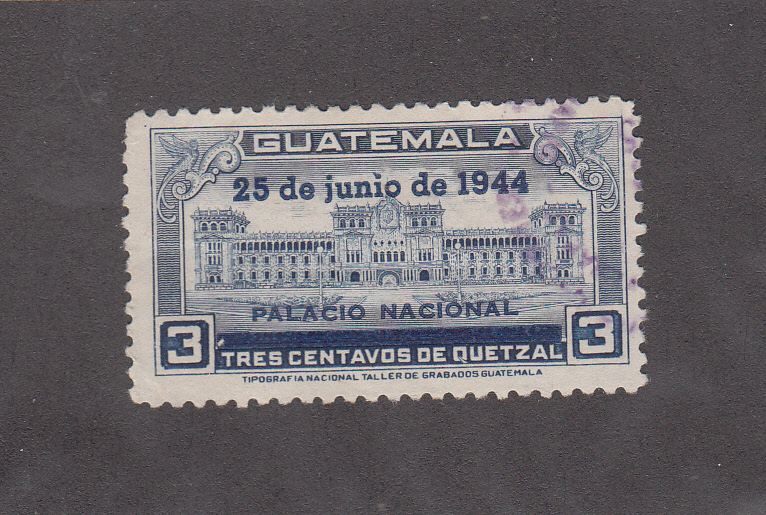 GUATEMALA
25 de junio de 1944
PALACIO NACIONAL
3 TRES CENTAVOS DE QUETZAL 3
TIPOGRAFIA NACIONAL TALLER DE GRABADOS GUATEMALA